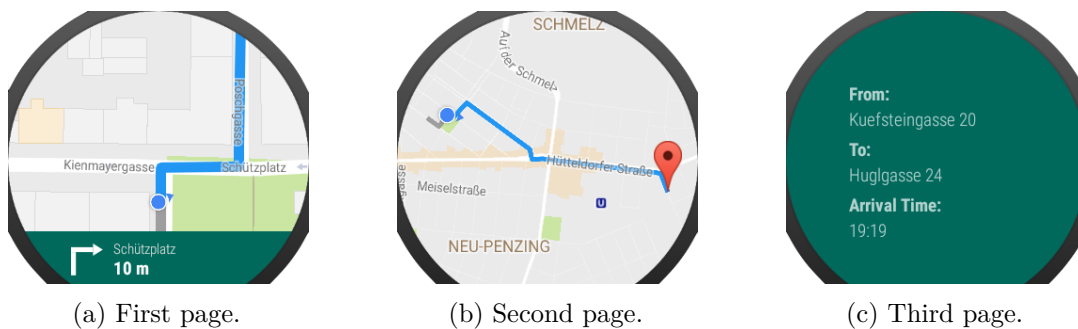 Poschgasse
Kienmayergasse
Schützplatz
Schützplatz
10 m
(a) First page.
SCHMELZ
Auf der Schmelz
Hütteldorfer-Straße
Meiselstraße
gasse
U
NEU-PENZING
(b) Second page.
From:
Kuefsteingasse 20
To:
Huglgasse 24
Arrival Time:
19:19
(c) Third page.